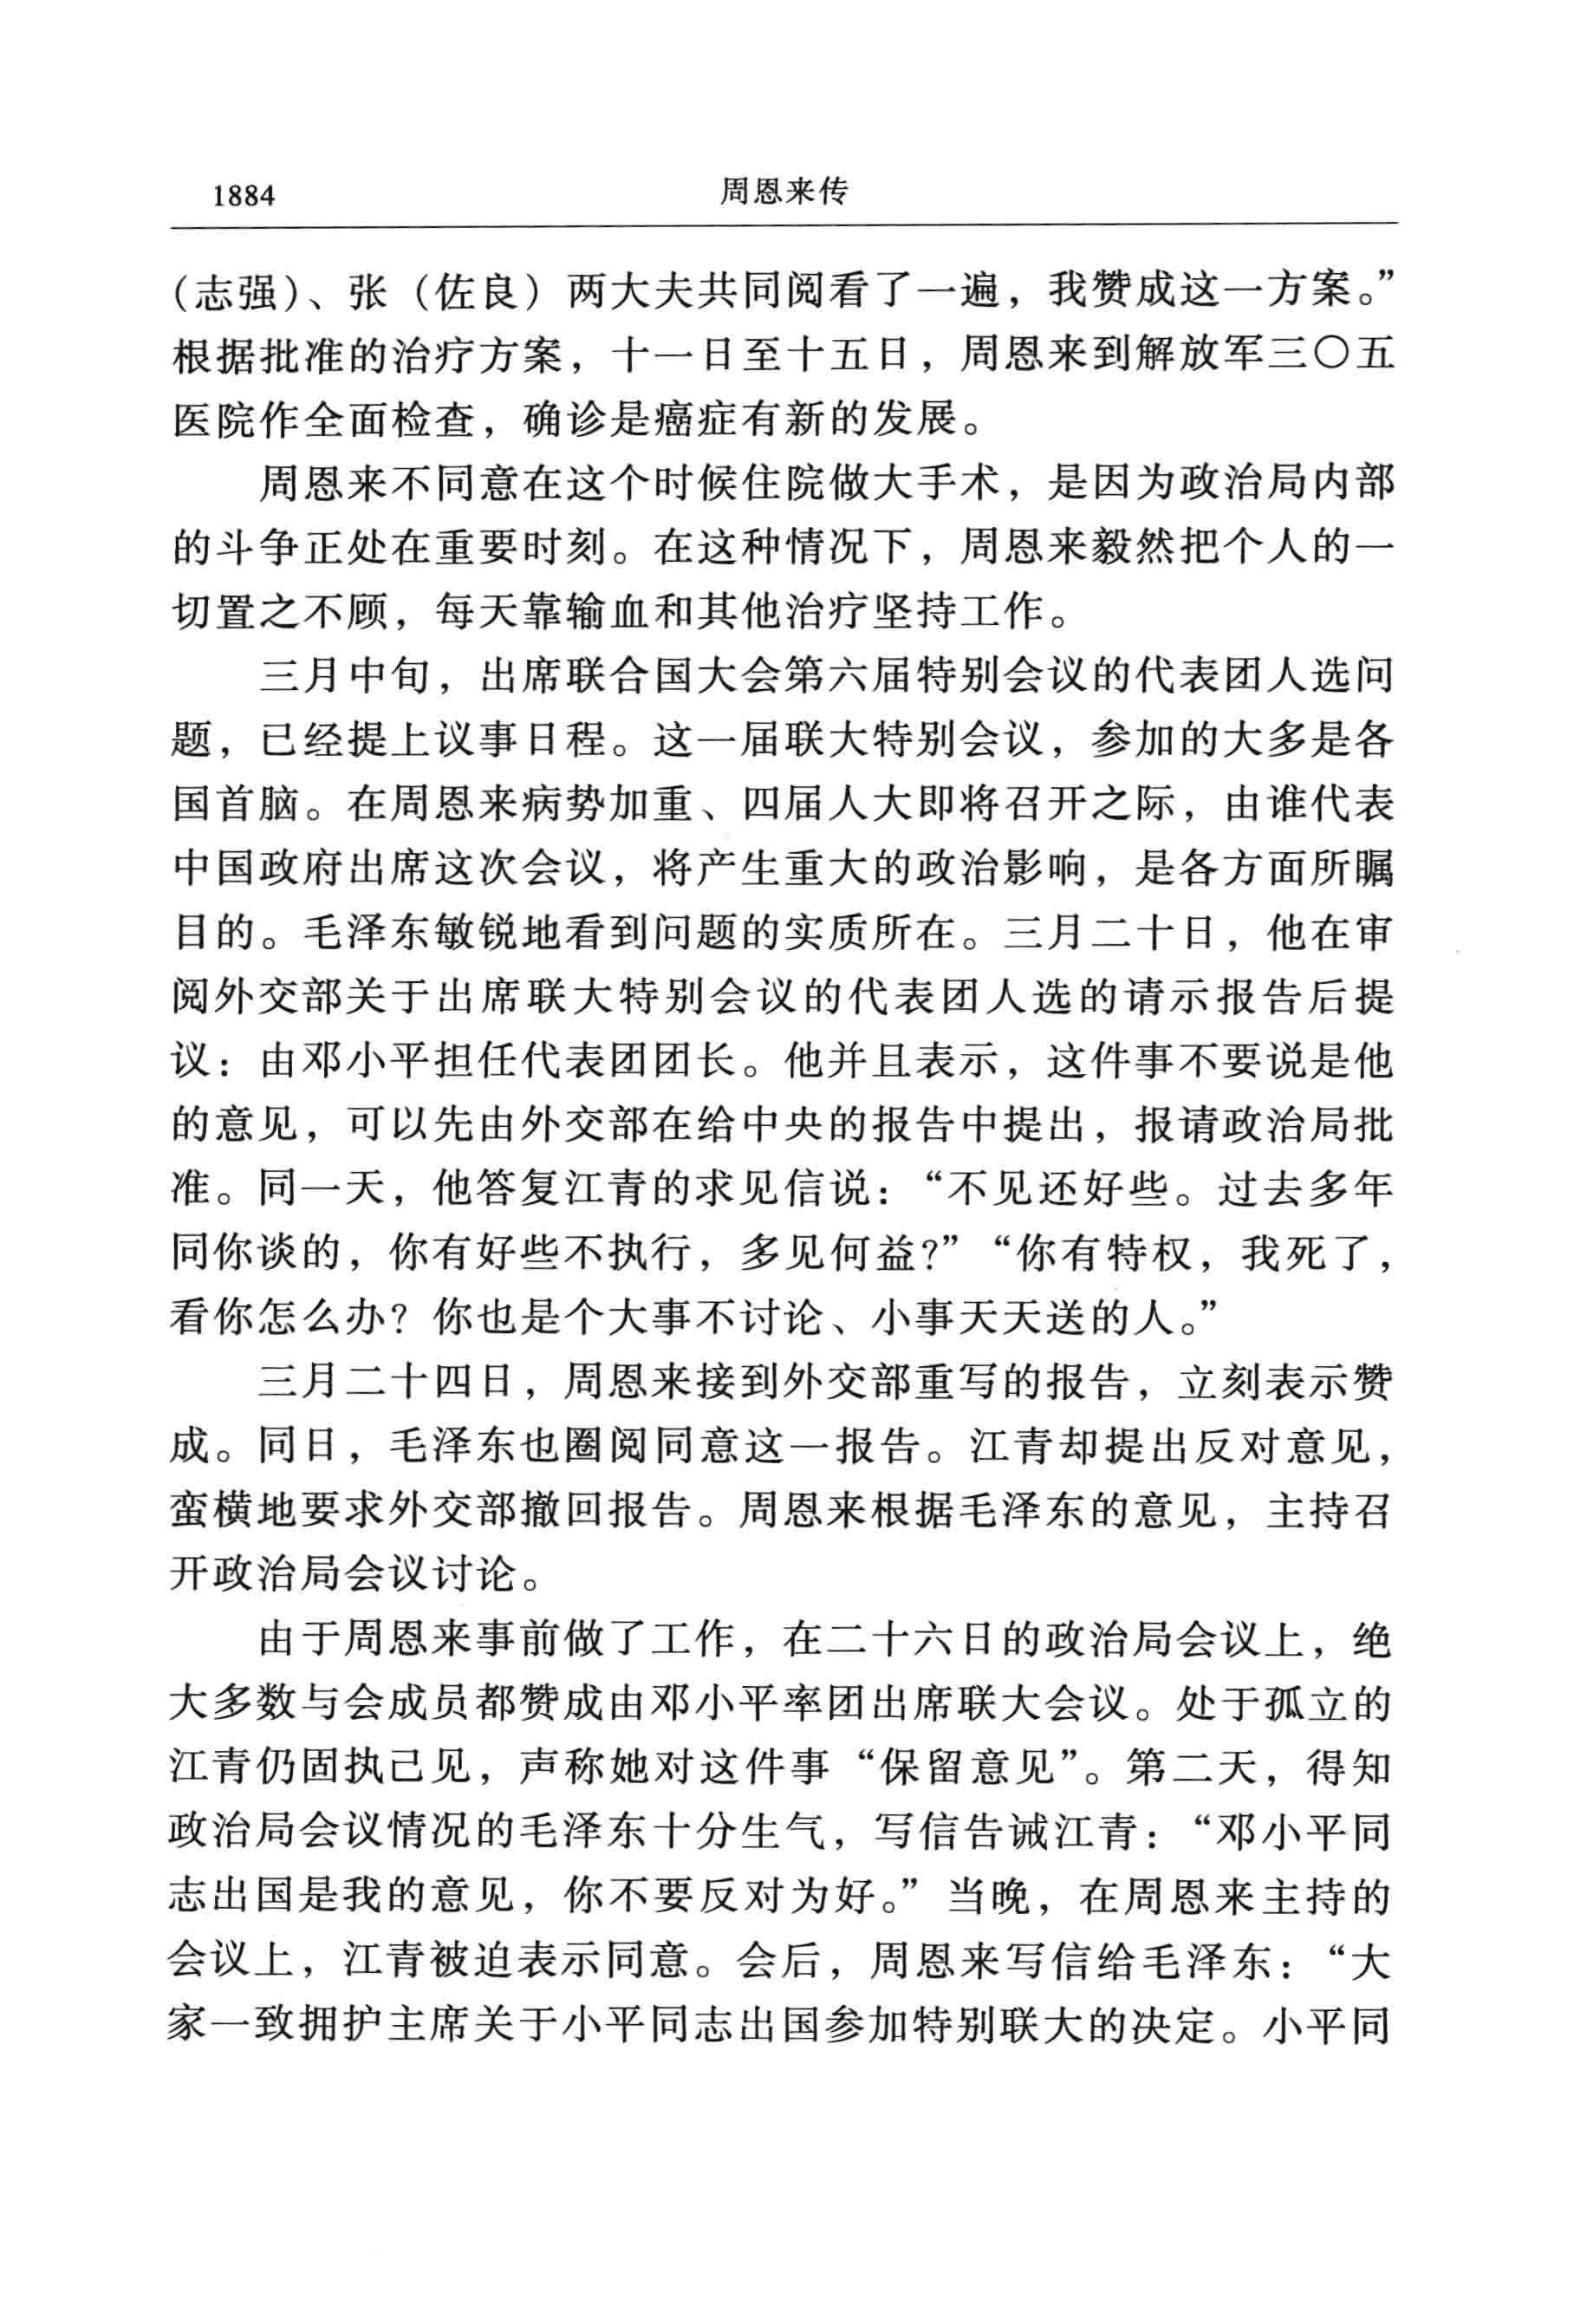 1884
周恩来传
（志强）、张（佐良）两大夫共同阅看了一遍，我赞成这一方案。”
根据批准的治疗方案，十一日至十五日，周恩来到解放军三〇五
医院作全面检查，确诊是癌症有新的发展。
周恩来不同意在这个时候住院做大手术，是因为政治局内部
的斗争正处在重要时刻。在这种情况下，周恩来毅然把个人的一
切置之不顾，每天靠输血和其他治疗坚持工作。
三月中旬，出席联合国大会第六届特别会议的代表团人选问
题，已经提上议事日程。这一届联大特别会议，参加的大多是各
国首脑。在周恩来病势加重、四届人大即将召开之际，由谁代表
中国政府出席这次会议，将产生重大的政治影响，是各方面所瞩
目的。毛泽东敏锐地看到问题的实质所在。三月二十日，他在审
阅外交部关于出席联大特别会议的代表团人选的请示报告后提
议：由邓小平担任代表团团长。他并且表示，这件事不要说是他
的意见，可以先由外交部在给中央的报告中提出，报请政治局批
准。同一天，他答复江青的求见信说：“不见还好些。过去多年
同你谈的，你有好些不执行，多见何益？”“你有特权，我死了，
看你怎么办？你也是个大事不讨论、小事天天送的人。”
三月二十四日，周恩来接到外交部重写的报告，立刻表示赞
成。同日，毛泽东也圈阅同意这一报告。江青却提出反对意见，
蛮横地要求外交部撤回报告。周恩来根据毛泽东的意见，主持召
开政治局会议讨论。
由于周恩来事前做了工作，在二十六日的政治局会议上，绝
大多数与会成员都赞成由邓小平率团出席联大会议。处于孤立的
江青仍固执己见，声称她对这件事“保留意见”。第二天，得知
政治局会议情况的毛泽东十分生气，写信告诫江青：“邓小平同
志出国是我的意见，你不要反对为好。”当晚，在周恩来主持的
会议上，江青被迫表示同意。会后，周恩来写信给毛泽东：“大
家一致拥护主席关于小平同志出国参加特别联大的决定。小平同